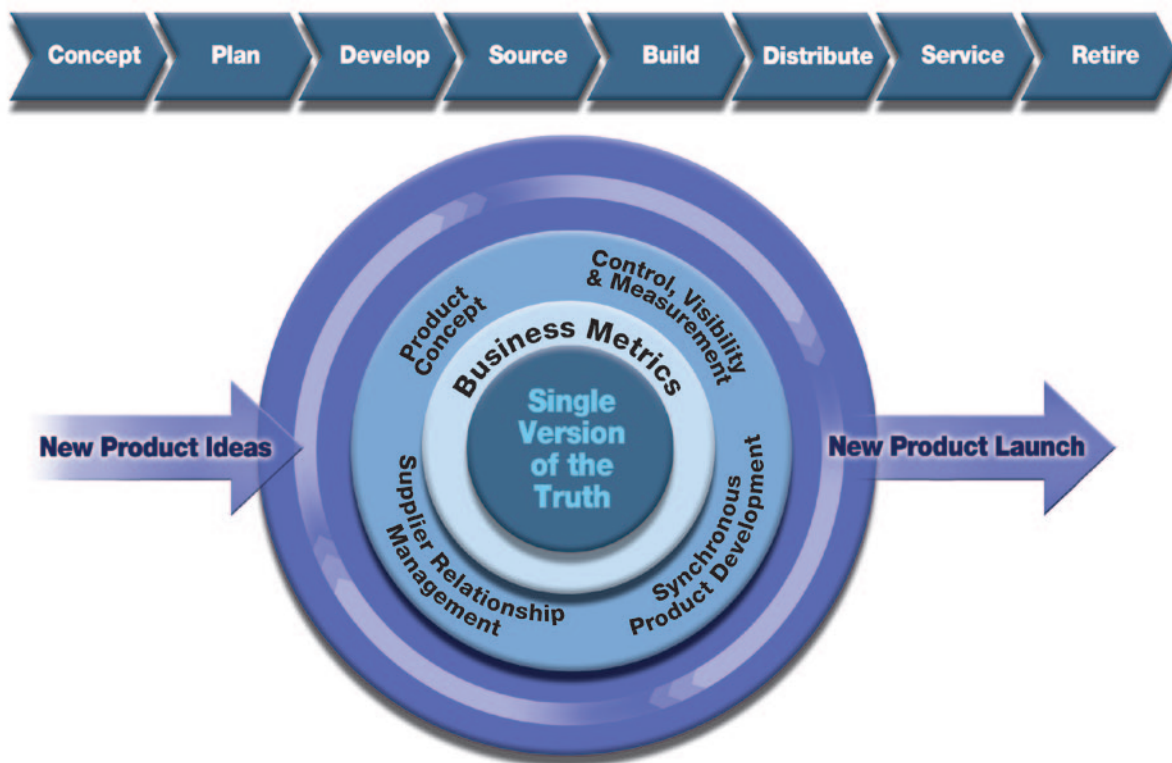 Concept
Plan
Develop
Source
Build
Distribute
Service
Retire
Product
Concept
Control, Visibility
& Measurement
Business Metrics
Single
Version
of the
Truth
New Product Ideas
New Product Launch
Supplier Relationship
Management
Synchronous
Product Development